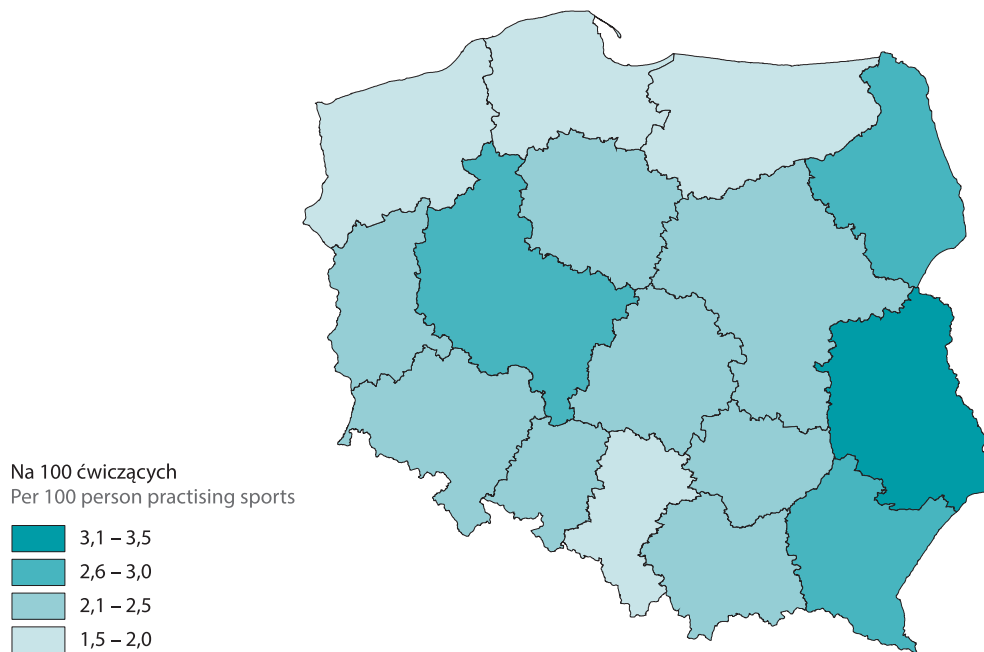 Na 100 ćwiczących
Per 100 person practising sports
3,1 – 3,5
2,6 – 3,0
2,1 – 2,5
1,5 – 2,0